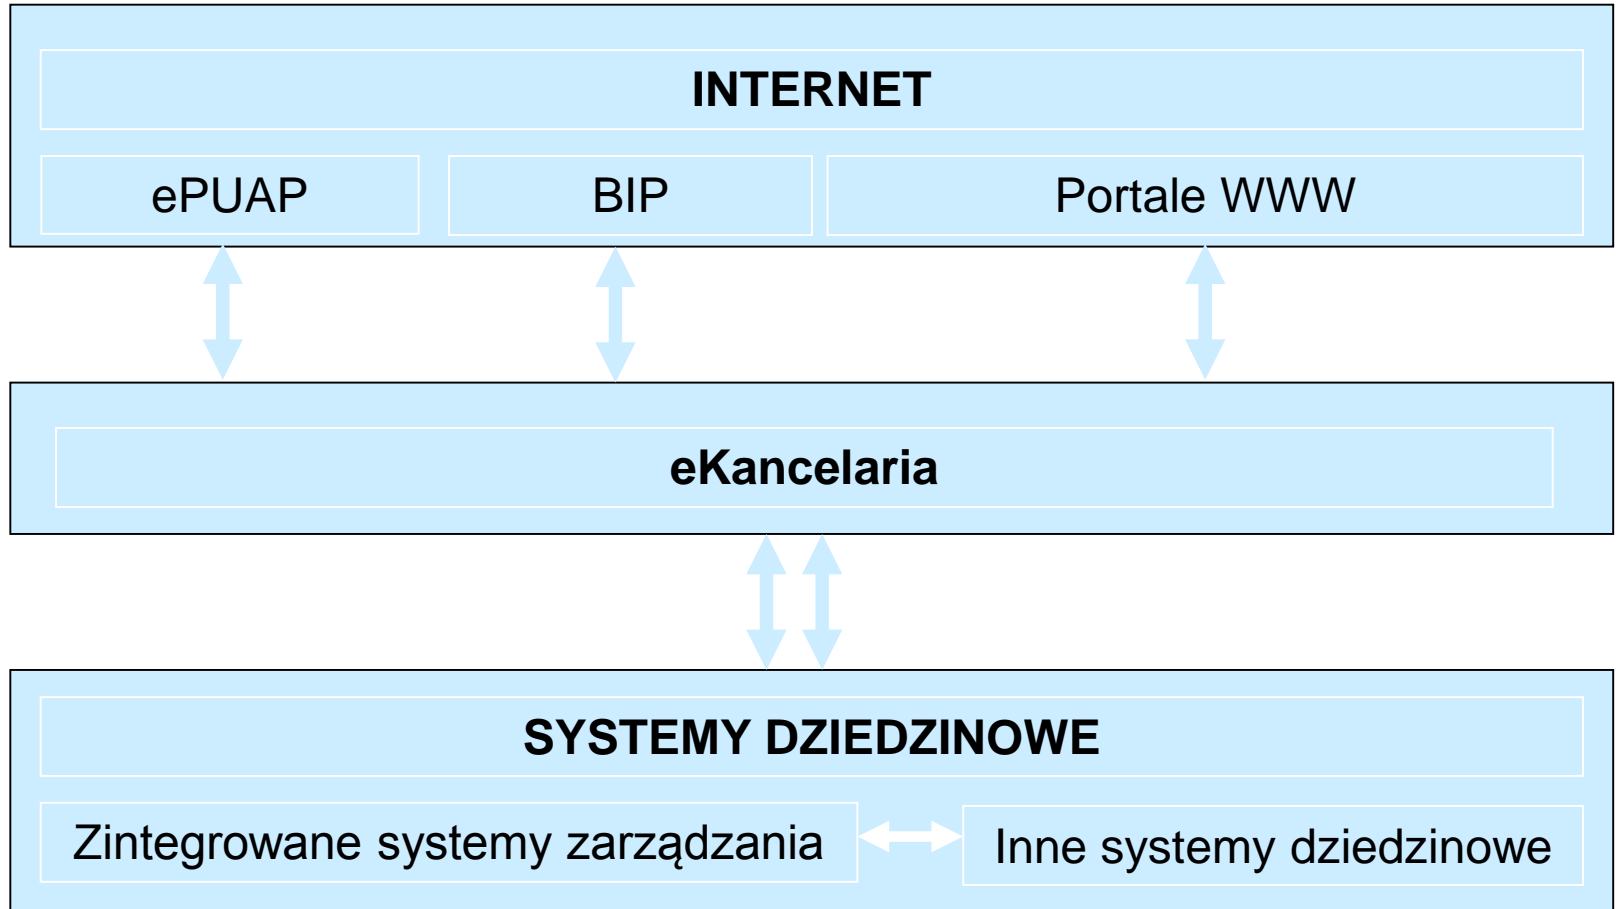 INTERNET
ePUAP
BIP
Portale WWW
eKancelaria
SYSTEMY DZIEDZINOWE
Zintegrowane systemy zarządzania
Inne systemy dziedzinowe